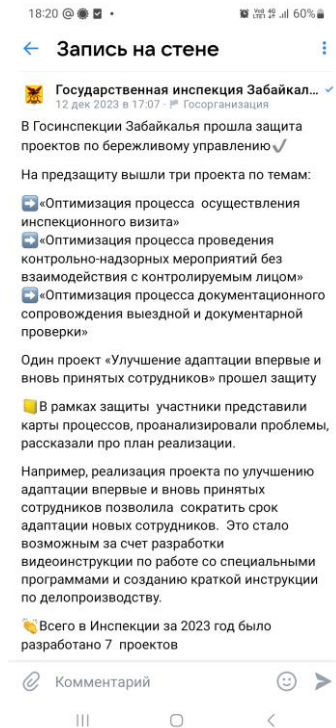 18:20
60%
Запись на стене
Государственная инспекция Забайкал...
12 дек 2023 в 17:07 · Госорганизация
В Госинспекции Забайкалья прошла защита
проектов по бережливому управлению✔
На предзащиту вышли три проекта по темам:
➡«Оптимизация процесса осуществления
инспекционного визита»
➡«Оптимизация процесса проведения
контрольно-надзорных мероприятий без
взаимодействия с контролируемым лицом»
➡«Оптимизация процесса документационного
сопровождения выездной и документарной
проверки»
Один проект «Улучшение адаптации впервые и
вновь принятых сотрудников» прошел защиту
В рамках защиты участники представили
карты процессов, проанализировали проблемы,
рассказали про план реализации.
Например, реализация проекта по улучшению
адаптации впервые и вновь принятых
сотрудников позволила сократить срок
адаптации новых сотрудников. Это стало
возможным за счет разработки
видеоинструкции по работе со специальными
программами и созданию краткой инструкции
по делопроизводству.
Всего в Инспекции за 2023 год было
разработано 7 проектов
Комментарий